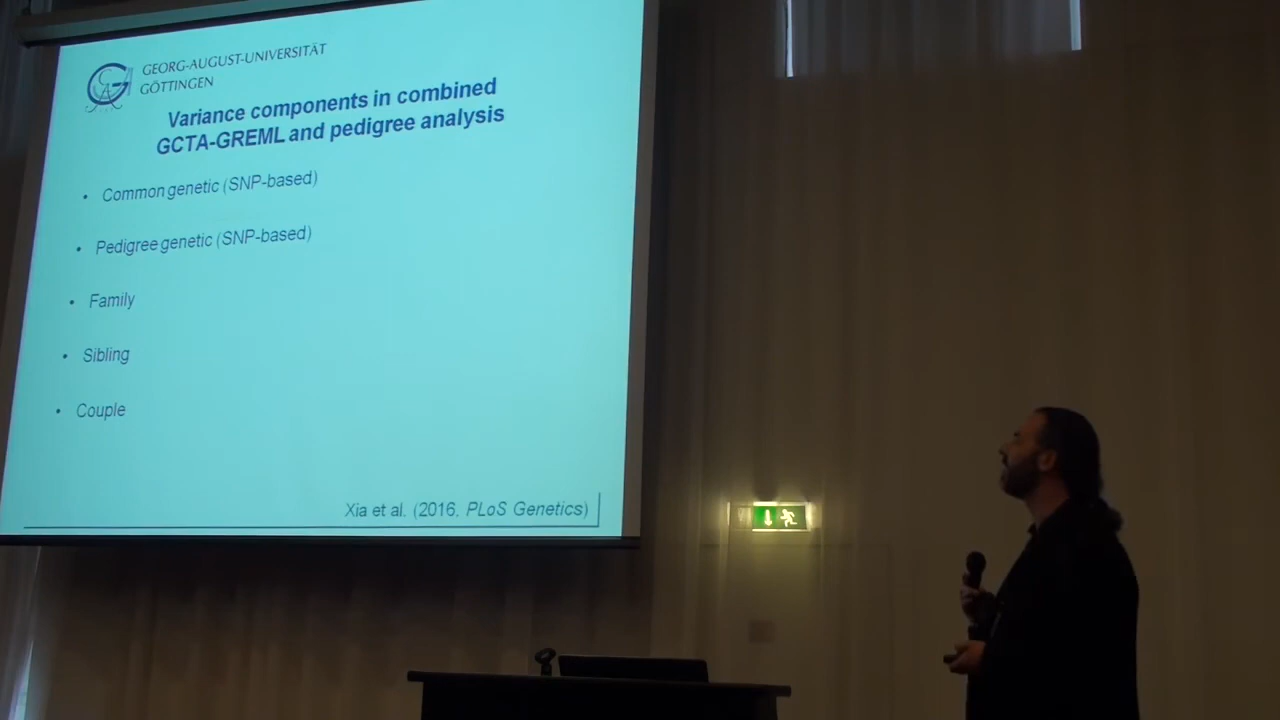 GEORG-AUGUST-UNIVERSITÄT
GÖTTINGEN
Variance components in combined
GCTA-GREML and pedigree analysis
• Common genetic (SNP-based)
• Pedigree genetic (SNP-based)
• Family
• Sibling
• Couple
Xia et al. (2016, PLoS Genetics)